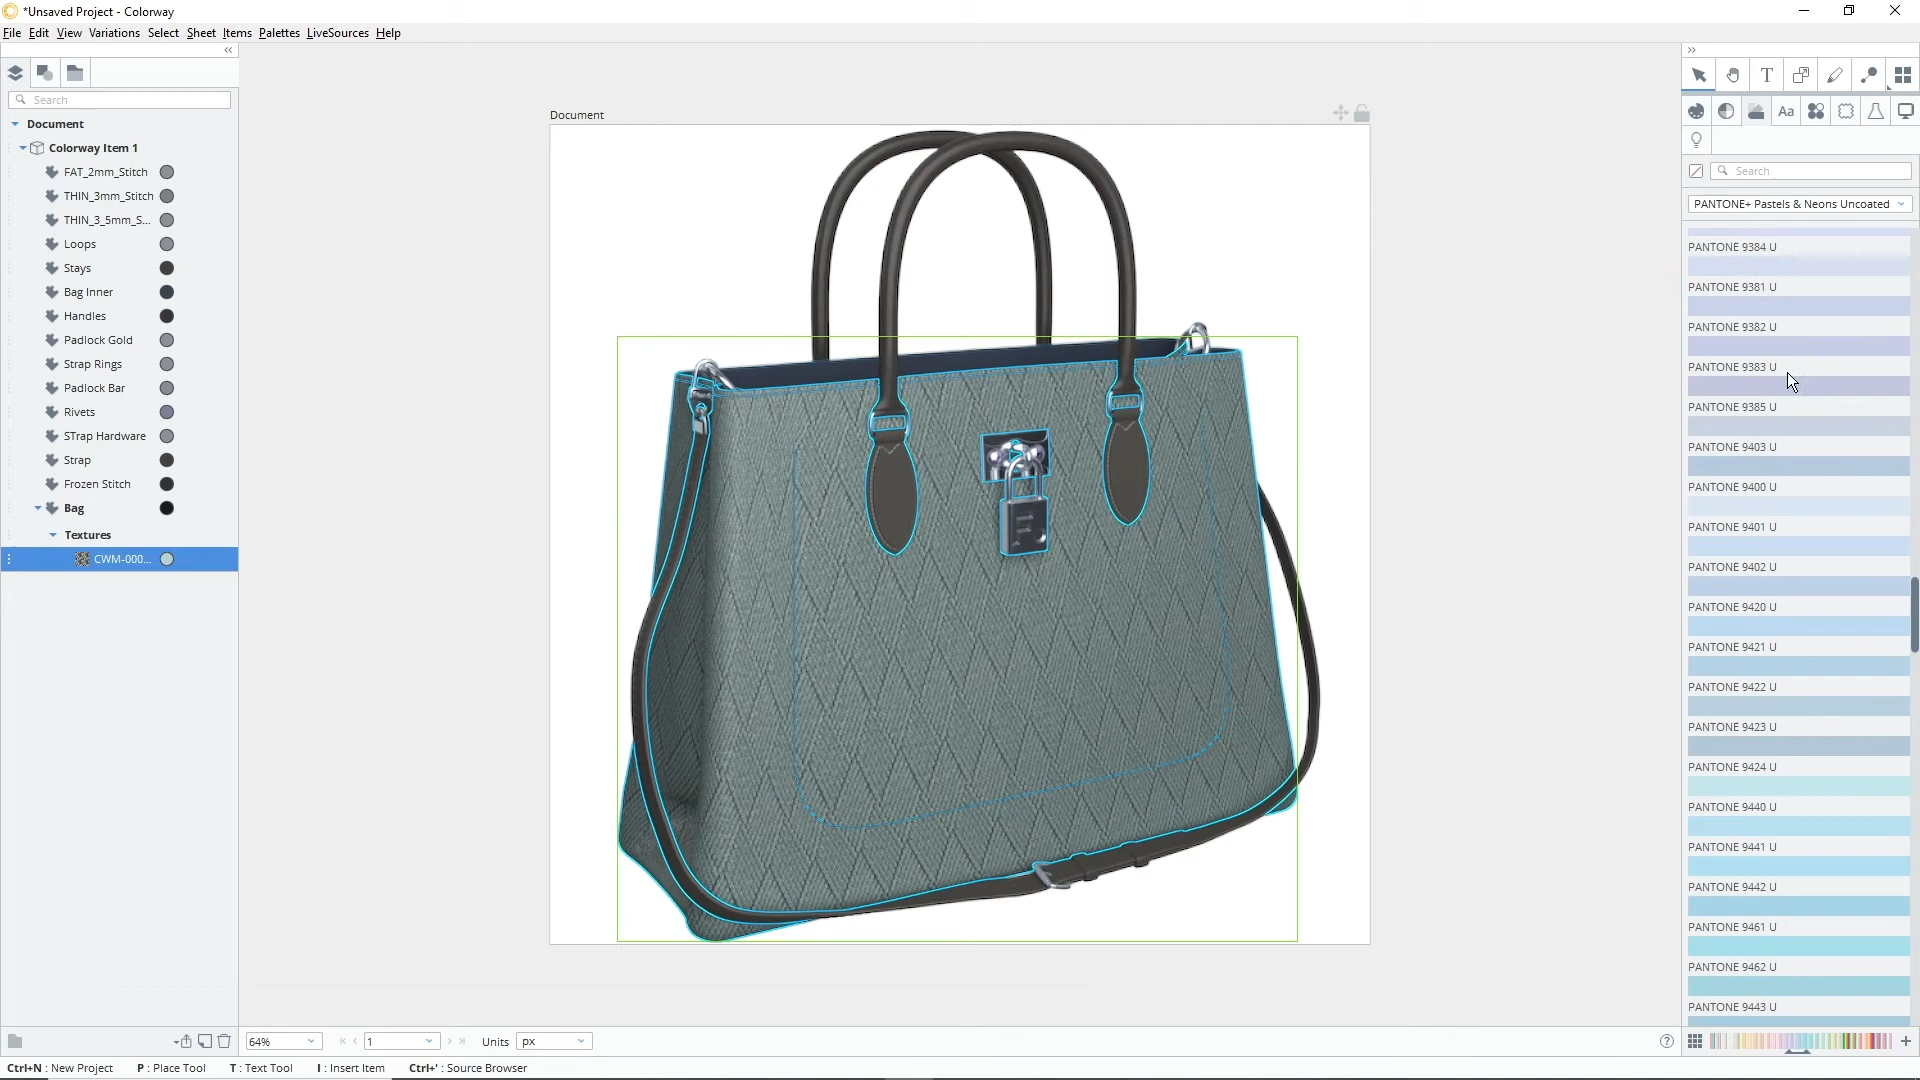 *Unsaved Project - Colorway
File Edit View Variations Select Sheet Items Palettes LiveSources Help
Search
Document
Colorway Item 1
FAT_2mm_Stitch
THIN_3mm_Stitch
THIN_3_5mm_S...
Loops
Stays
Bag Inner
Handles
Padlock Gold
Strap Rings
Padlock Bar
Rivets
STrap Hardware
Strap
Frozen Stitch
Bag
Textures
CWM-000...
Document
F
T
Aa
Search
PANTONE+ Pastels & Neons Uncoated
PANTONE 9384 U
PANTONE 9381 U
PANTONE 9382 U
PANTONE 9383 U
PANTONE 9385 U
PANTONE 9403 U
PANTONE 9400 U
PANTONE 9401 U
PANTONE 9402 U
PANTONE 9420 U
PANTONE 9421 U
PANTONE 9422 U
PANTONE 9423 U
PANTONE 9424 U
PANTONE 9440 U
PANTONE 9441 U
PANTONE 9442 U
PANTONE 9461 U
PANTONE 9462 U
PANTONE 9443 U
64% 1 Units px
Ctrl+N : New Project P : Place Tool T : Text Tool I : Insert Item Ctrl+' : Source Browser